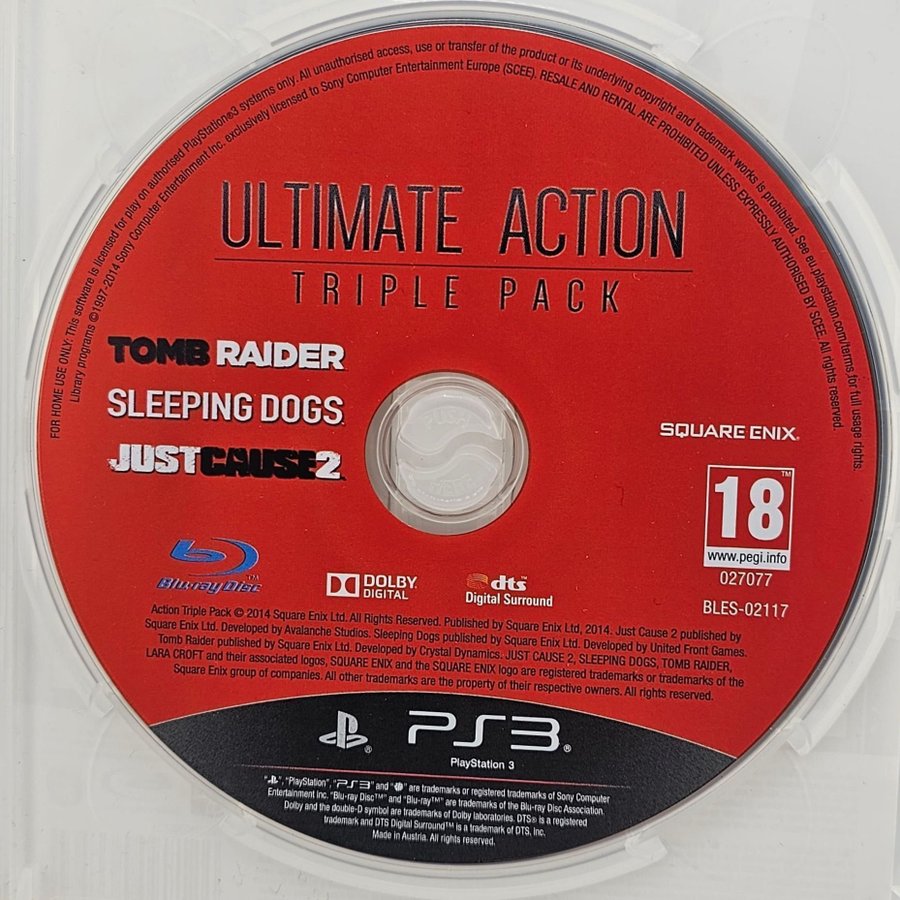 FOR HOME USE ONLY: This software is licensed for play on authorised PlayStation®3 systems only. All unauthorised access, use or transfer of the product or its underlying copyright and trademark works is prohibited. See eu.playstation.com/terms for full usage rights.
Library programs ©1997-2014 Sony Computer Entertainment Inc. exclusively licensed to Sony Computer Entertainment Europe (SCEE). RESALE AND RENTAL ARE PROHIBITED UNLESS EXPRESSLY AUTHORISED BY SCEE. All rights reserved.
ULTIMATE ACTION
TRIPLE PACK
TOMB RAIDER
SLEEPING DOGS
JUST CAUSE 2
SQUARE ENIX.
18™
www.pegi.info
027077
BLES-02117
Blu-ray Disc™
DOLBY
DIGITAL
dts™
Digital Surround
Action Triple Pack © 2014 Square Enix Ltd. All Rights Reserved. Published by Square Enix Ltd, 2014. Just Cause 2 published by
Square Enix Ltd. Developed by Avalanche Studios. Sleeping Dogs published by Square Enix Ltd. Developed by United Front Games.
Tomb Raider published by Square Enix Ltd. Developed by Crystal Dynamics. JUST CAUSE 2, SLEEPING DOGS, TOMB RAIDER,
LARA CROFT and their associated logos, SQUARE ENIX and the SQUARE ENIX logo are registered trademarks or trademarks of the
Square Enix group of companies. All other trademarks are the property of their respective owners. All rights reserved.
PS3®
PlayStation 3
"PlayStation", "PS3" and are trademarks or registered trademarks of Sony Computer
Entertainment Inc. "Blu-ray Disc™" and "Blu-ray™" are trademarks of the Blu-ray Disc Association.
Dolby and the double-D symbol are trademarks of Dolby laboratories. DTS® is a registered
trademark and DTS Digital Surround™ is a trademark of DTS, Inc.
Made in Austria. All rights reserved.